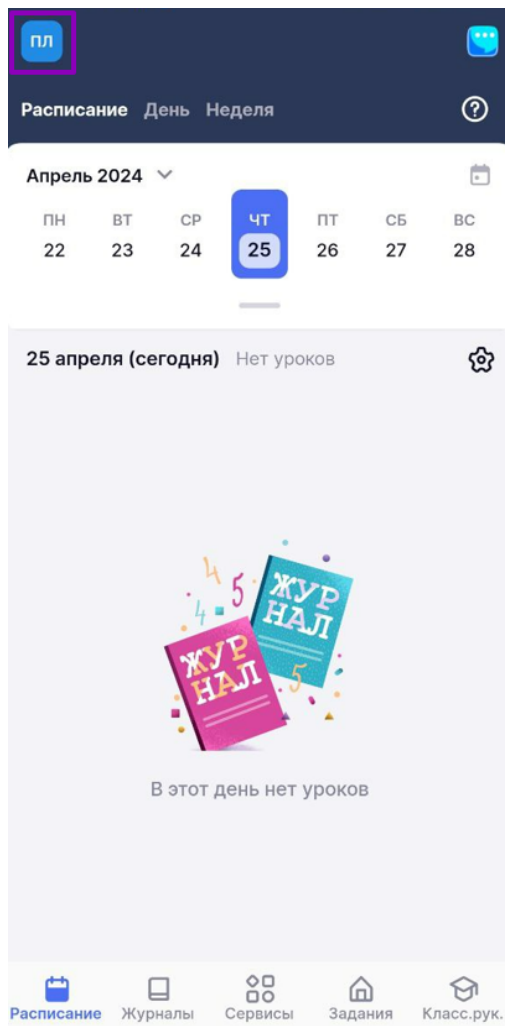 ПЛ
Расписание День Неделя
Апрель 2024
ПН ВТ СР ЧТ ПТ СБ ВС
22 23 24 25 26 27 28
25 апреля (сегодня) Нет уроков
4
5
4
ЖУР
НАЛ
ЖУР
НАЛ
5
В этот день нет уроков
Расписание Журналы Сервисы Задания Класс.рук.